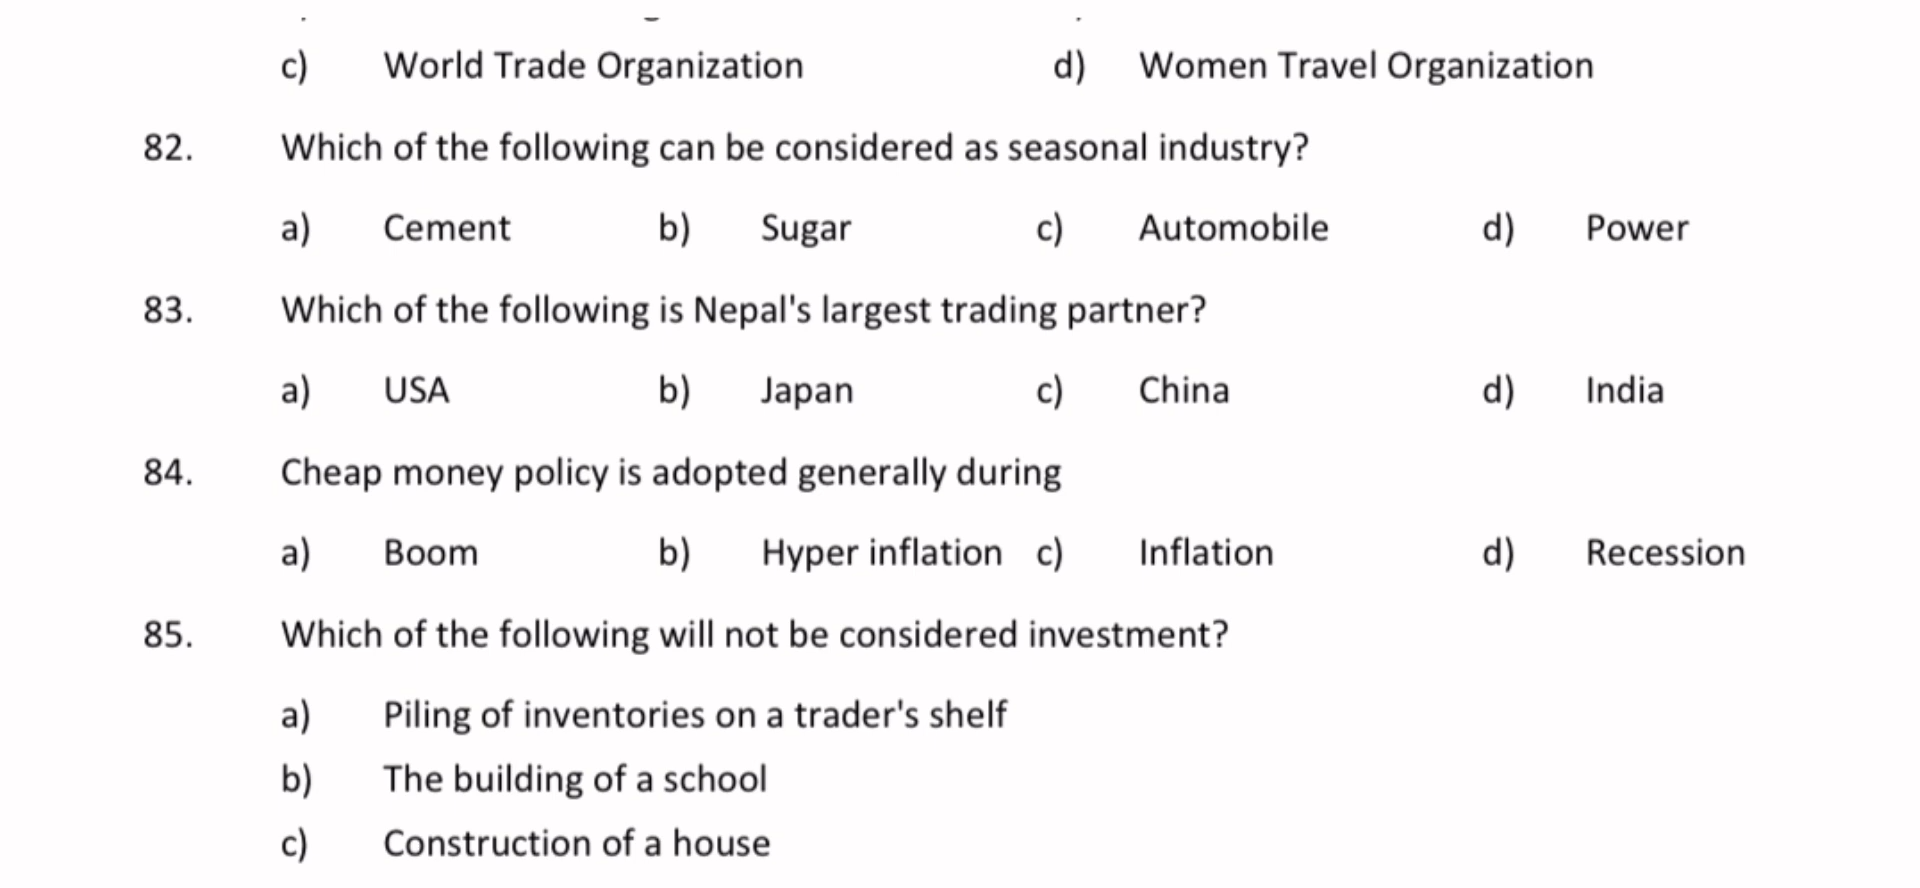 c) World Trade Organization d) Women Travel Organization
82. Which of the following can be considered as seasonal industry?
a) Cement b) Sugar c) Automobile d) Power
83. Which of the following is Nepal's largest trading partner?
a) USA b) Japan c) China d) India
84. Cheap money policy is adopted generally during
a) Boom b) Hyper inflation c) Inflation d) Recession
85. Which of the following will not be considered investment?
a) Piling of inventories on a trader's shelf
b) The building of a school
c) Construction of a house